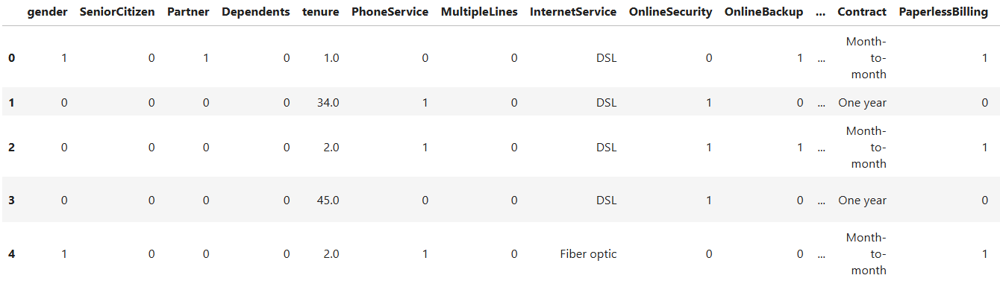 gender SeniorCitizen Partner Dependents tenure PhoneService MultipleLines InternetService OnlineSecurity OnlineBackup ... Contract PaperlessBilling
0 1 0 1 0 1.0 0 0 DSL 0 1 ... Month-to-month 1
1 0 0 0 0 34.0 1 0 DSL 1 0 ... One year 0
2 0 0 0 0 2.0 1 0 DSL 1 1 ... Month-to-month 1
3 0 0 0 0 45.0 0 0 DSL 1 0 ... One year 0
4 1 0 0 0 2.0 1 0 Fiber optic 0 0 ... Month-to-month 1